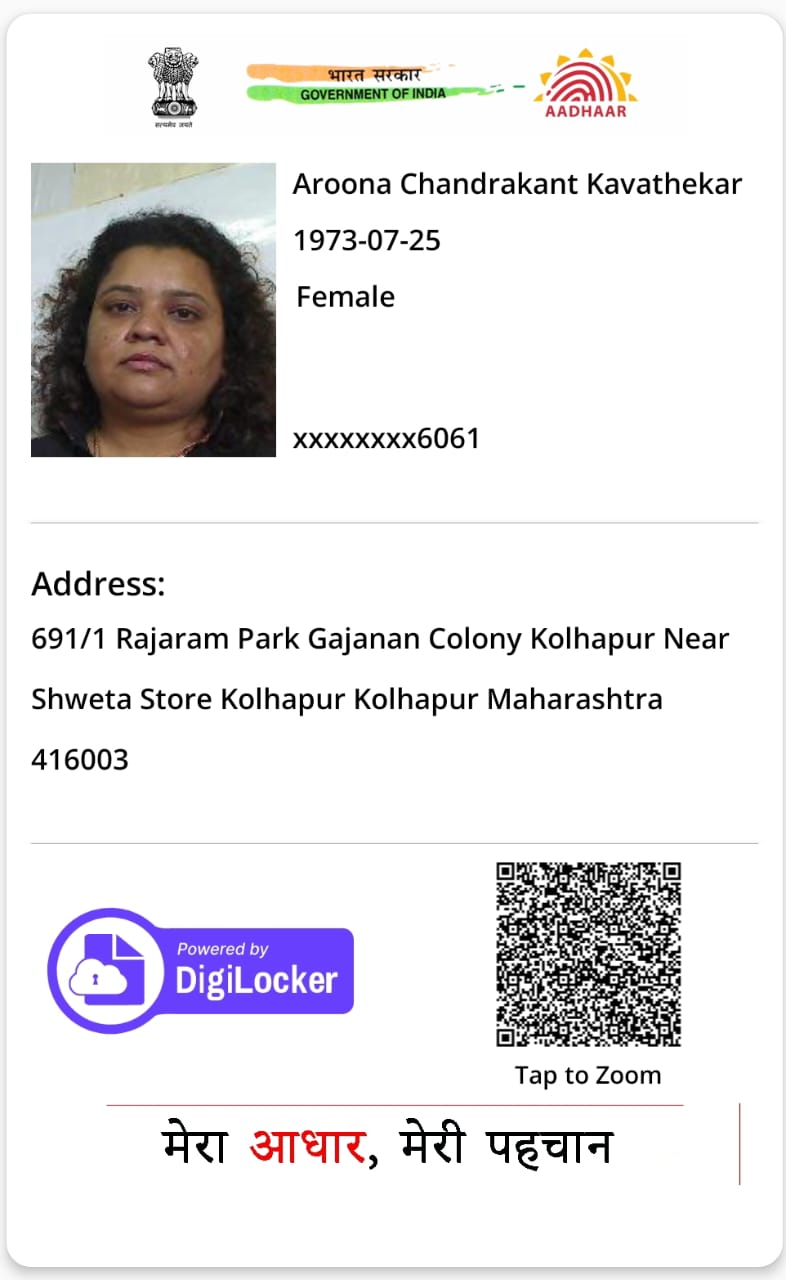 सत्यमेव जयते
भारत सरकार
GOVERNMENT OF INDIA
AADHAAR
Aroona Chandrakant Kavathekar
1973-07-25
Female
xxxxxxxx6061
Address:
691/1 Rajaram Park Gajanan Colony Kolhapur Near
Shweta Store Kolhapur Kolhapur Maharashtra
416003
Powered by
DigiLocker
Tap to Zoom
मेरा आधार, मेरी पहचान